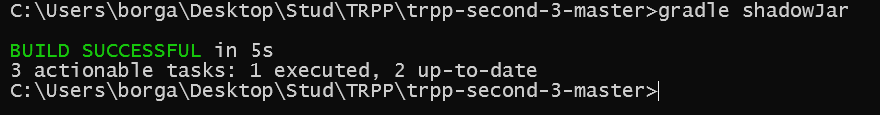 C:\Users\borga\Desktop\Stud\TRPP\trpp-second-3-master>gradle shadowJar
BUILD SUCCESSFUL in 5s
3 actionable tasks: 1 executed, 2 up-to-date
C:\Users\borga\Desktop\Stud\TRPP\trpp-second-3-master>